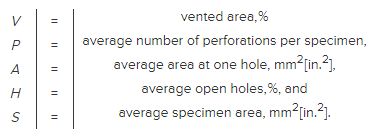 V = vented area,%
P = average number of perforations per specimen,
A = average area at one hole, mm²[in.²],
H = average open holes,%, and
S = average specimen area, mm²[in.²].